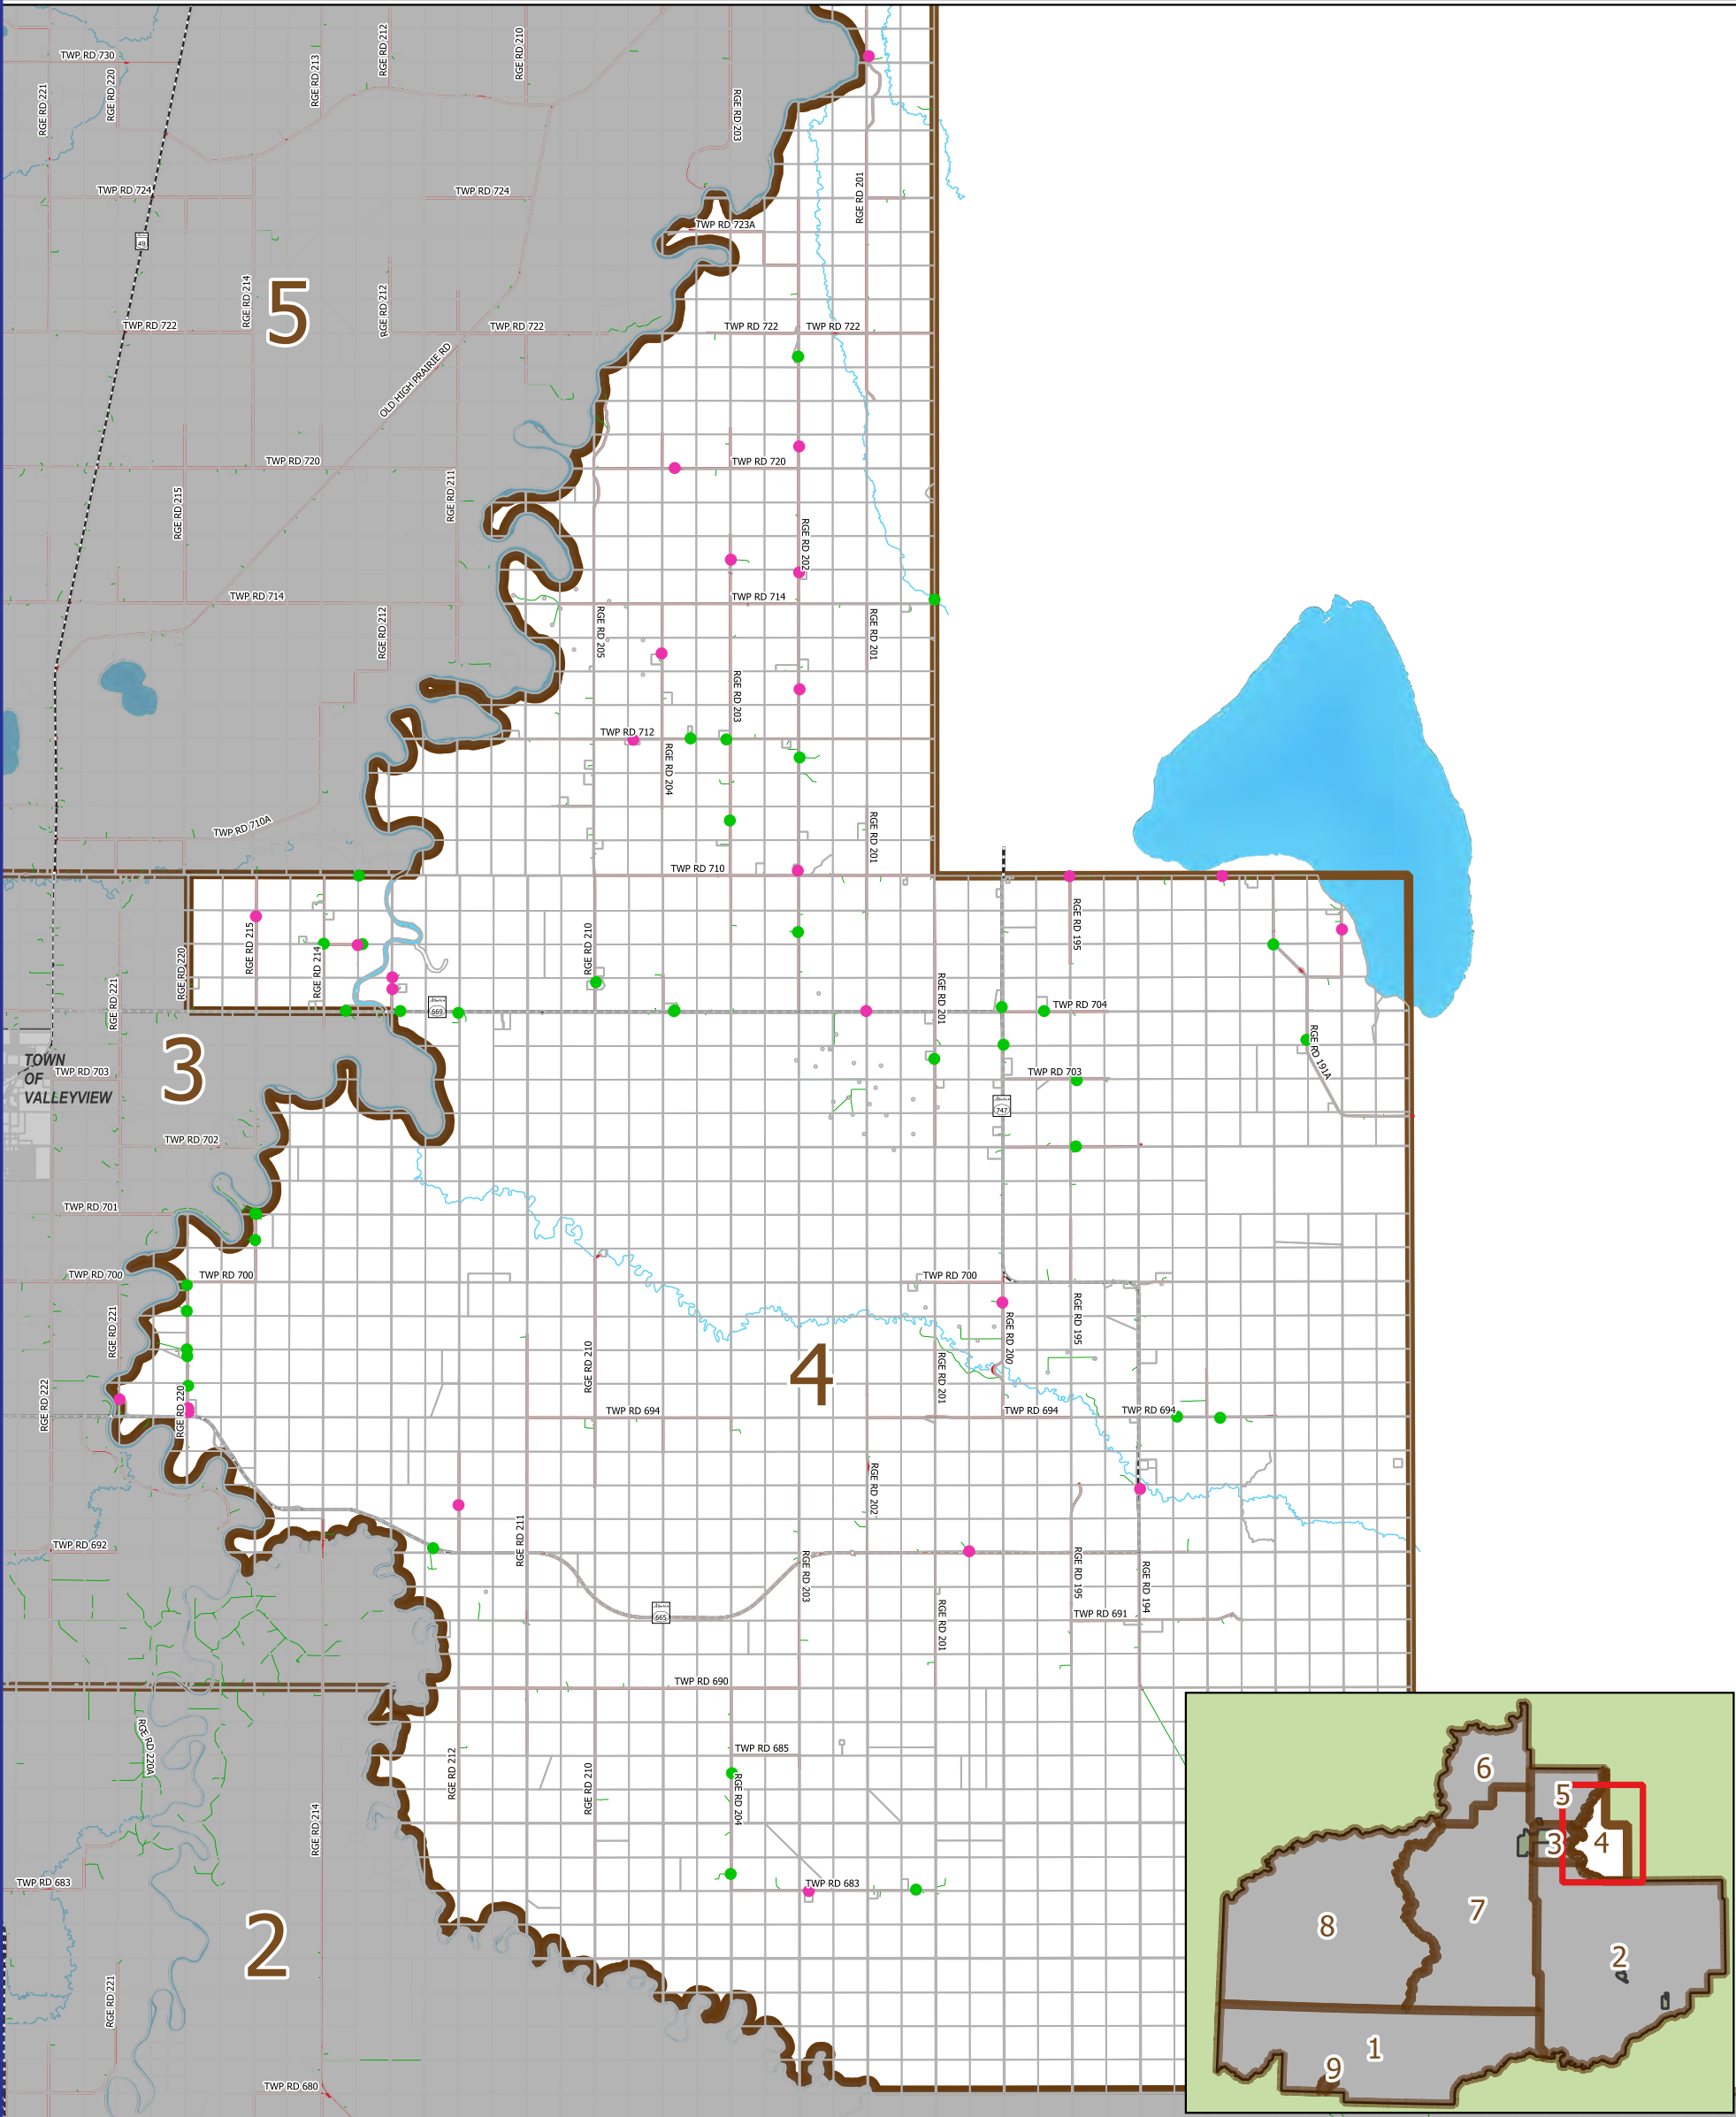 TWP RD 730
RGE RD 221
RGE RD 220
RGE RD 213
RGE RD 212
RGE RD 210
RGE RD 203
TWP RD 724
TWP RD 724
RGE RD 201
TWP RD 723A
49
RGE RD 214
5
RGE RD 212
TWP RD 722
TWP RD 722
TWP RD 722
TWP RD 722
OLD HIGH PRAIRIE RD
TWP RD 720
TWP RD 720
RGE RD 215
RGE RD 211
RGE RD 202
TWP RD 714
TWP RD 714
RGE RD 212
RGE RD 205
RGE RD 201
RGE RD 203
TWP RD 712
RGE RD 204
TWP RD 710A
RGE RD 201
TWP RD 710
RGE RD 195
RGE RD 215
RGE RD 214
RGE RD 220
RGE RD 210
RGE RD 221
669
RGE RD 201
TWP RD 704
RGE RD 191A
3
TOWN
OF
VALLEYVIEW
TWP RD 703
TWP RD 703
747
TWP RD 702
TWP RD 701
TWP RD 700
TWP RD 700
TWP RD 700
RGE RD 221
RGE RD 210
RGE RD 200
RGE RD 195
4
RGE RD 201
RGE RD 222
RGE RD 220
TWP RD 694
TWP RD 694
TWP RD 694
RGE RD 202
RGE RD 211
TWP RD 692
RGE RD 203
RGE RD 195
RGE RD 194
665
RGE RD 201
TWP RD 691
TWP RD 690
RGE RD 220A
RGE RD 212
RGE RD 210
TWP RD 685
RGE RD 204
RGE RD 214
TWP RD 683
TWP RD 683
2
RGE RD 221
TWP RD 680
6
5
3
4
7
8
2
1
9